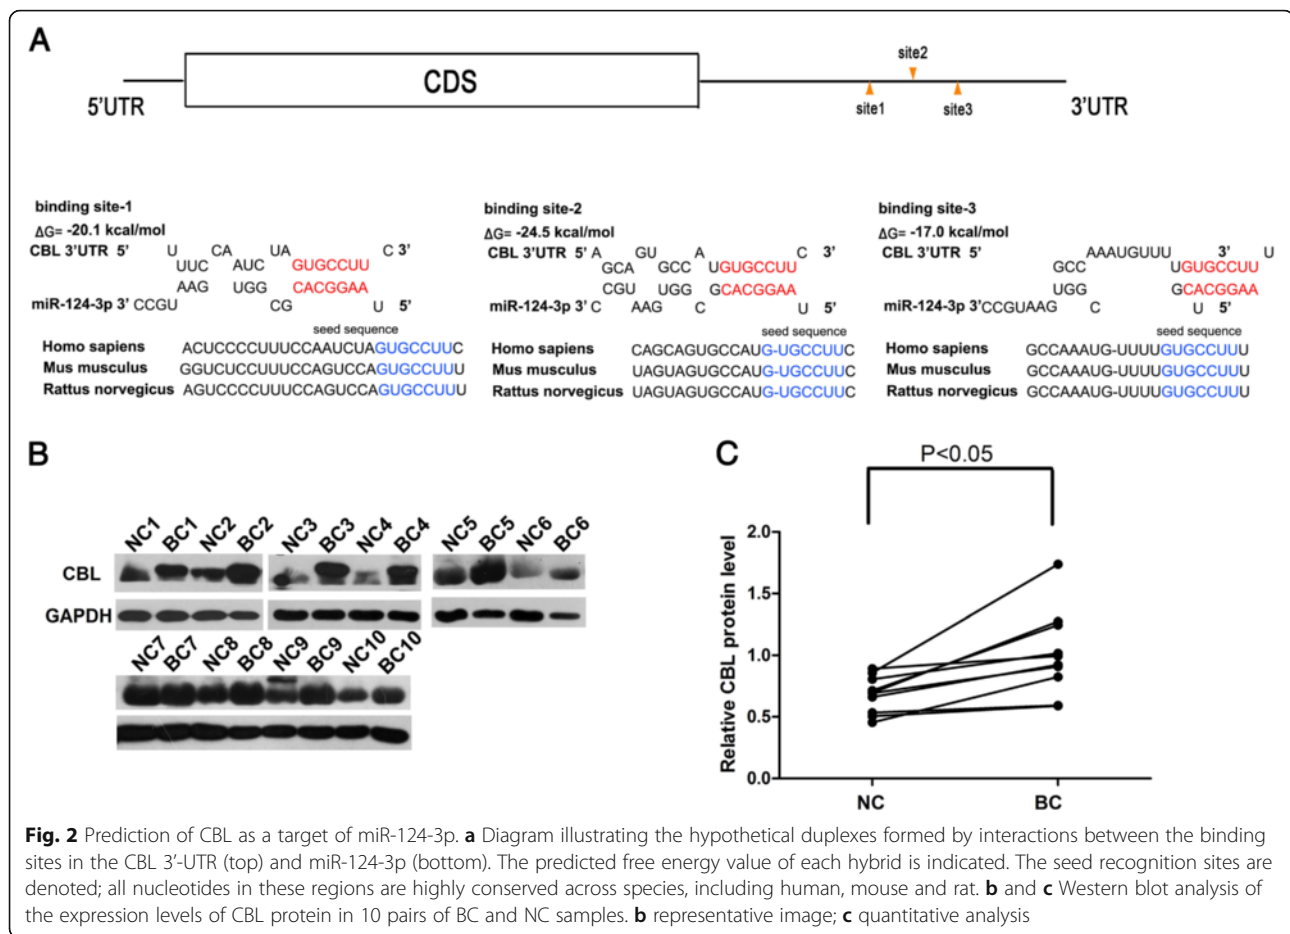 A
CDS
5'UTR
3'UTR
site1
site2
site3
binding site-1
ΔG= -20.1 kcal/mol
CBL 3'UTR 5' U CA UA C 3'
UUC AUC GUGCCUU
AAG UGG CACGGAA
miR-124-3p 3' CCGU CG U 5'
seed sequence
Homo sapiens ACUCCCCUUUCCAAUCUAGUGCCUUC
Mus musculus GGUCUCCUUUCCAGUCCAGUGCCUUU
Rattus norvegicus AGUCCCCUUUCCAGUCCAGUGCCUUU
binding site-2
ΔG= -24.5 kcal/mol
CBL 3'UTR 5' A GU A C 3'
GCA GCC UGUGCCUU
CGU UGG GCACGGAA
miR-124-3p 3' C AAG C U 5'
seed sequence
Homo sapiens CAGCAGUGCCAUG-UGCCUUC
Mus musculus UAGUAGUGCCAUG-UGCCUUC
Rattus norvegicus UAGUAGUGCCAUG-UGCCUUC
binding site-3
ΔG= -17.0 kcal/mol
CBL 3'UTR 5' AAAUGUUU 3' U
GCC UGUGCCUU
UGG GCACGGAA
miR-124-3p 3' CCGUAAG C U 5'
seed sequence
Homo sapiens GCCAAAUG-UUUUGUGCCUUU
Mus musculus GCCAAAUG-UUUUGUGCCUUU
Rattus norvegicus GCCAAAUG-UUUUGUGCCUUU
B
NC1 BC1 NC2 BC2 NC3 BC3 NC4 BC4 NC5 BC5 NC6 BC6
CBL
GAPDH
NC7 BC7 NC8 BC8 NC9 BC9 NC10 BC10
C
P<0.05
Relative CBL protein level
2.0
1.5
1.0
0.5
0.0
NC BC
Fig. 2 Prediction of CBL as a target of miR-124-3p. a Diagram illustrating the hypothetical duplexes formed by interactions between the binding
sites in the CBL 3′-UTR (top) and miR-124-3p (bottom). The predicted free energy value of each hybrid is indicated. The seed recognition sites are
denoted; all nucleotides in these regions are highly conserved across species, including human, mouse and rat. b and c Western blot analysis of
the expression levels of CBL protein in 10 pairs of BC and NC samples. b representative image; c quantitative analysis